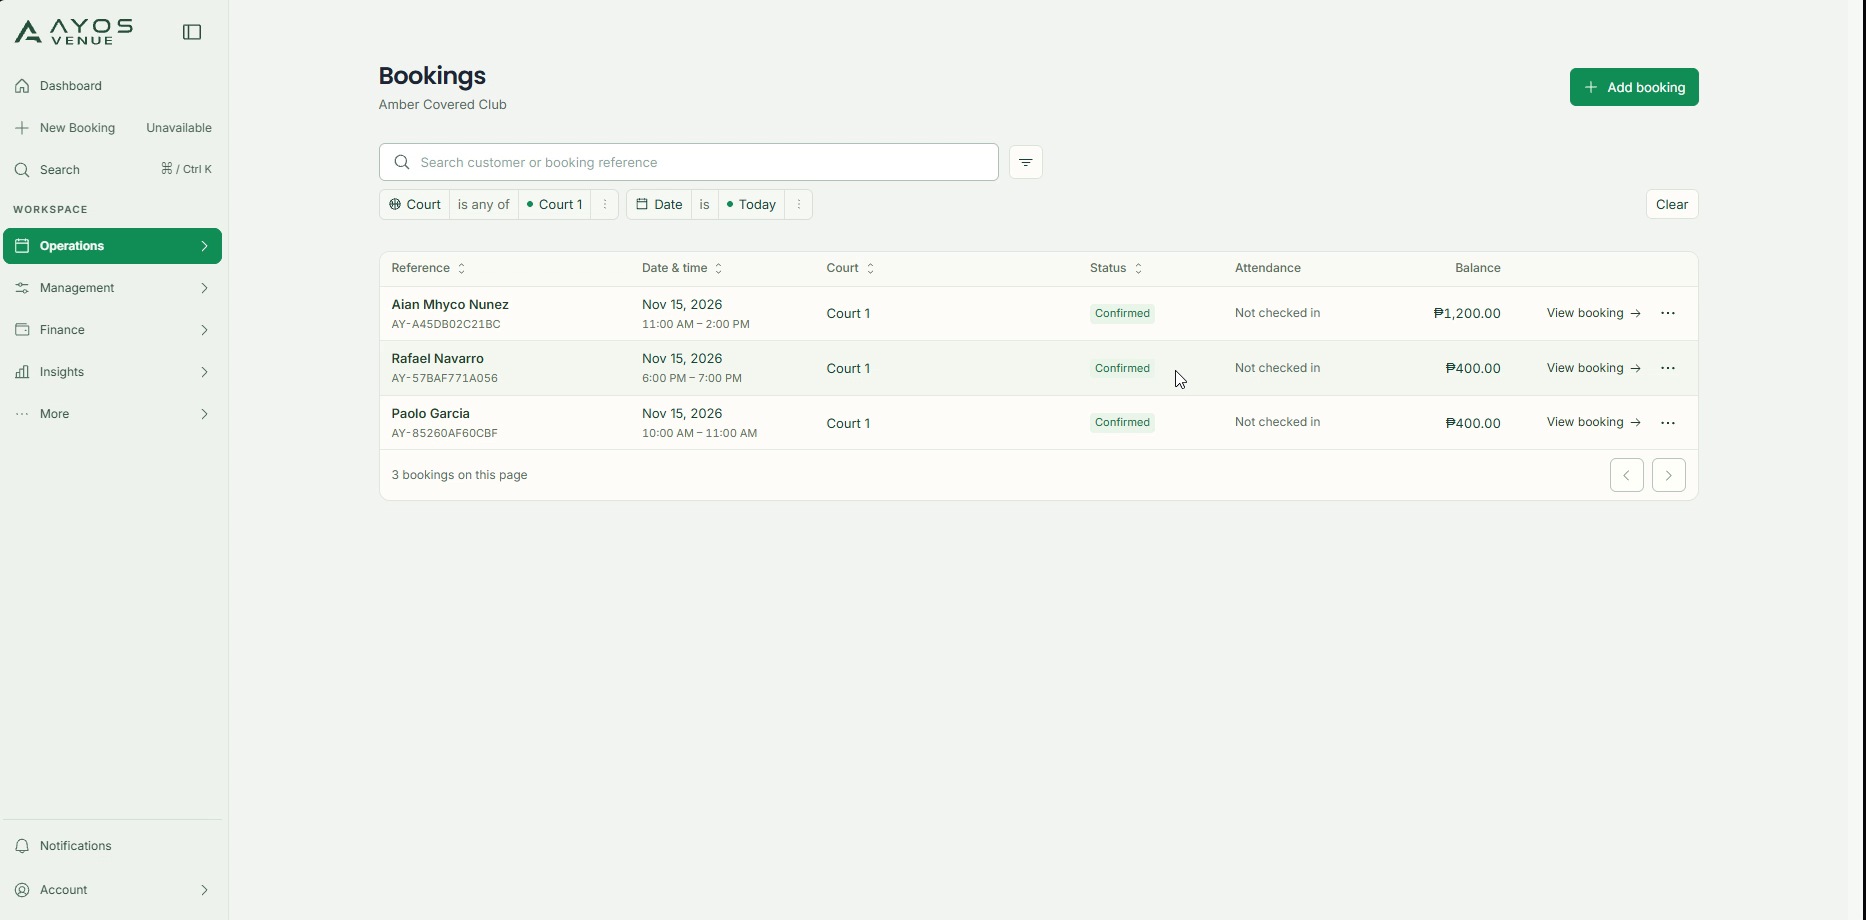 AYOS
VENUE
Dashboard
New Booking Unavailable
Search ⌘ / Ctrl K
WORKSPACE
Operations
Management
Finance
Insights
More
Notifications
Account
Bookings
Amber Covered Club
Add booking
Search customer or booking reference
Court is any of Court 1 Date is Today Clear
Reference Date & time Court Status Attendance Balance
Aian Mhyco Nunez Nov 15, 2026 Court 1 Confirmed Not checked in ₱1,200.00 View booking →
AY-A45DB02C21BC 11:00 AM – 2:00 PM
Rafael Navarro Nov 15, 2026 Court 1 Confirmed Not checked in ₱400.00 View booking →
AY-57BAF771A056 6:00 PM – 7:00 PM
Paolo Garcia Nov 15, 2026 Court 1 Confirmed Not checked in ₱400.00 View booking →
AY-85260AF60CBF 10:00 AM – 11:00 AM
3 bookings on this page